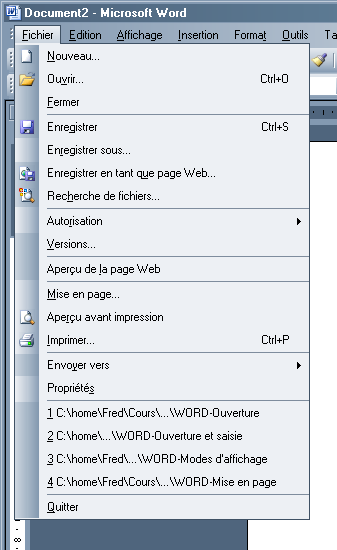 Document2 - Microsoft Word
Fichier Edition Affichage Insertion Format Outils
Nouveau...
Ouvrir... Ctrl+O
Fermer
Enregistrer Ctrl+S
Enregistrer sous...
Enregistrer en tant que page Web...
Recherche de fichiers...
Autorisation
Versions...
Aperçu de la page Web
Mise en page...
Aperçu avant impression
Imprimer... Ctrl+P
Envoyer vers
Propriétés
1 C:\home\Fred\Cours\...\WORD-Ouverture
2 C:\home\...\WORD-Ouverture et saisie
3 C:\home\Fred\...\WORD-Modes d'affichage
4 C:\home\Fred\Cours\...\WORD-Mise en page
Quitter